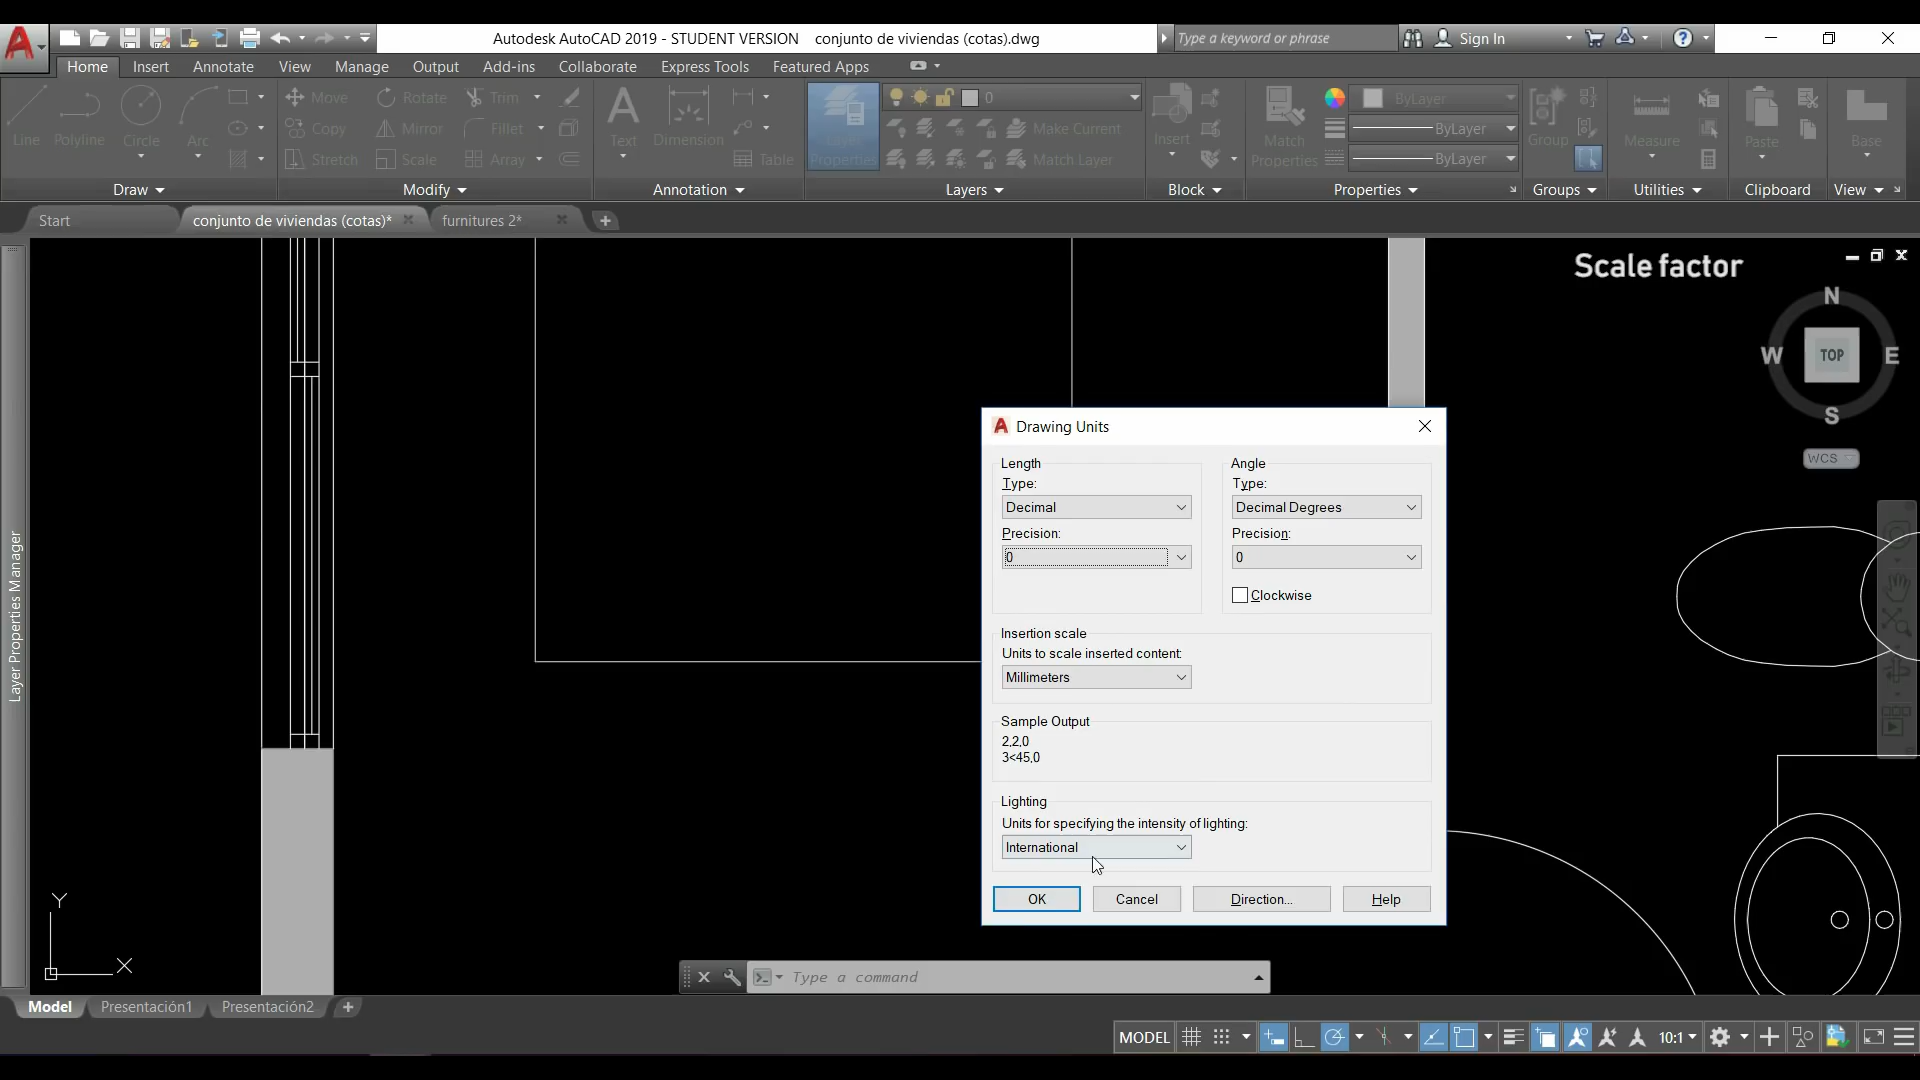 Autodesk AutoCAD 2019 - STUDENT VERSION conjunto de viviendas (cotas).dwg
Type a keyword or phrase
Sign In
Home Insert Annotate View Manage Output Add-ins Collaborate Express Tools Featured Apps
Line Polyline Circle Arc
Move Rotate Trim
Copy Mirror Fillet
Stretch Scale Array
Text Dimension Table
Layer Properties
0
Make Current
Match Layer
Insert
Match Properties
ByLayer
ByLayer
ByLayer
Group
Measure
Paste
Base
Draw Modify Annotation Layers Block Properties Groups Utilities Clipboard View
Start conjunto de viviendas (cotas)* furnitures 2*
Scale factor
N
W TOP E
S
WCS
Layer Properties Manager
Drawing Units
Length
Type:
Decimal
Precision:
0
Angle
Type:
Decimal Degrees
Precision:
0
Clockwise
Insertion scale
Units to scale inserted content:
Millimeters
Sample Output
2,2,0
3<45,0
Lighting
Units for specifying the intensity of lighting:
International
OK Cancel Direction... Help
Y
X
Type a command
Model Presentación1 Presentación2
MODEL 10:1